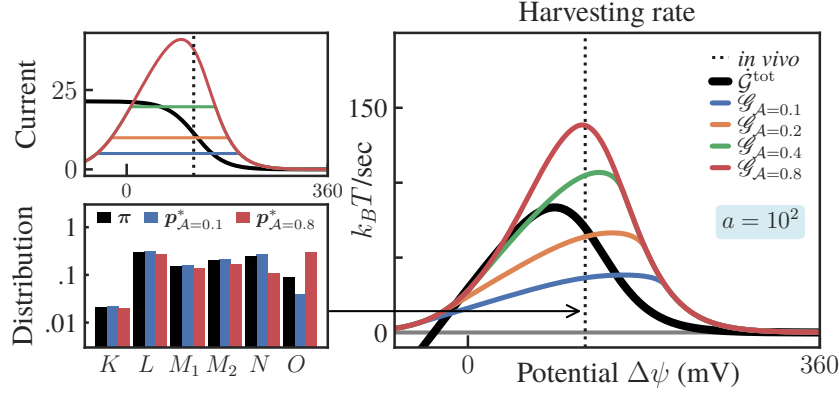 Harvesting rate
Current
25
0
0
360
Distribution
1
.1
.01
π
p*𝒜=0.1
p*𝒜=0.8
K
L
M₁
M₂
N
O
k_BT/sec
150
0
in vivo
𝒢̇ᵗᵒᵗ
𝒢𝒜=0.1
𝒢𝒜=0.2
𝒢𝒜=0.4
𝒢𝒜=0.8
a = 10²
0
360
Potential Δψ (mV)